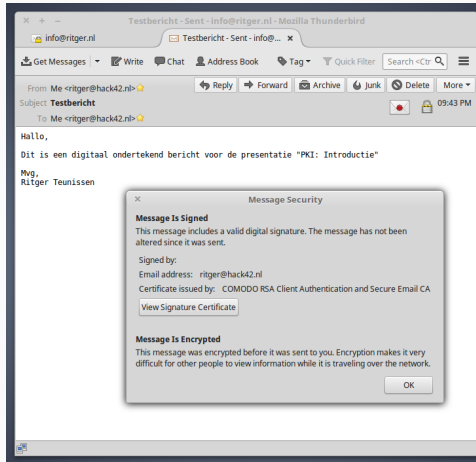 Testbericht - Sent - info@ritger.nl - Mozilla Thunderbird
info@ritger.nl
Testbericht - Sent - info@...
Get Messages Write Chat Address Book Tag Quick Filter Search <Ctr
From Me <ritger@hack42.nl> Reply Forward Archive Junk Delete More
Subject Testbericht 09:43 PM
To Me <ritger@hack42.nl>
Hallo,
Dit is een digitaal ondertekend bericht voor de presentatie "PKI: Introductie"
Mvg,
Ritger Teunissen
Message Security
Message Is Signed
This message includes a valid digital signature. The message has not been
altered since it was sent.
Signed by:
Email address: ritger@hack42.nl
Certificate issued by: COMODO RSA Client Authentication and Secure Email CA
View Signature Certificate
Message Is Encrypted
This message was encrypted before it was sent to you. Encryption makes it very
difficult for other people to view information while it is traveling over the network.
OK